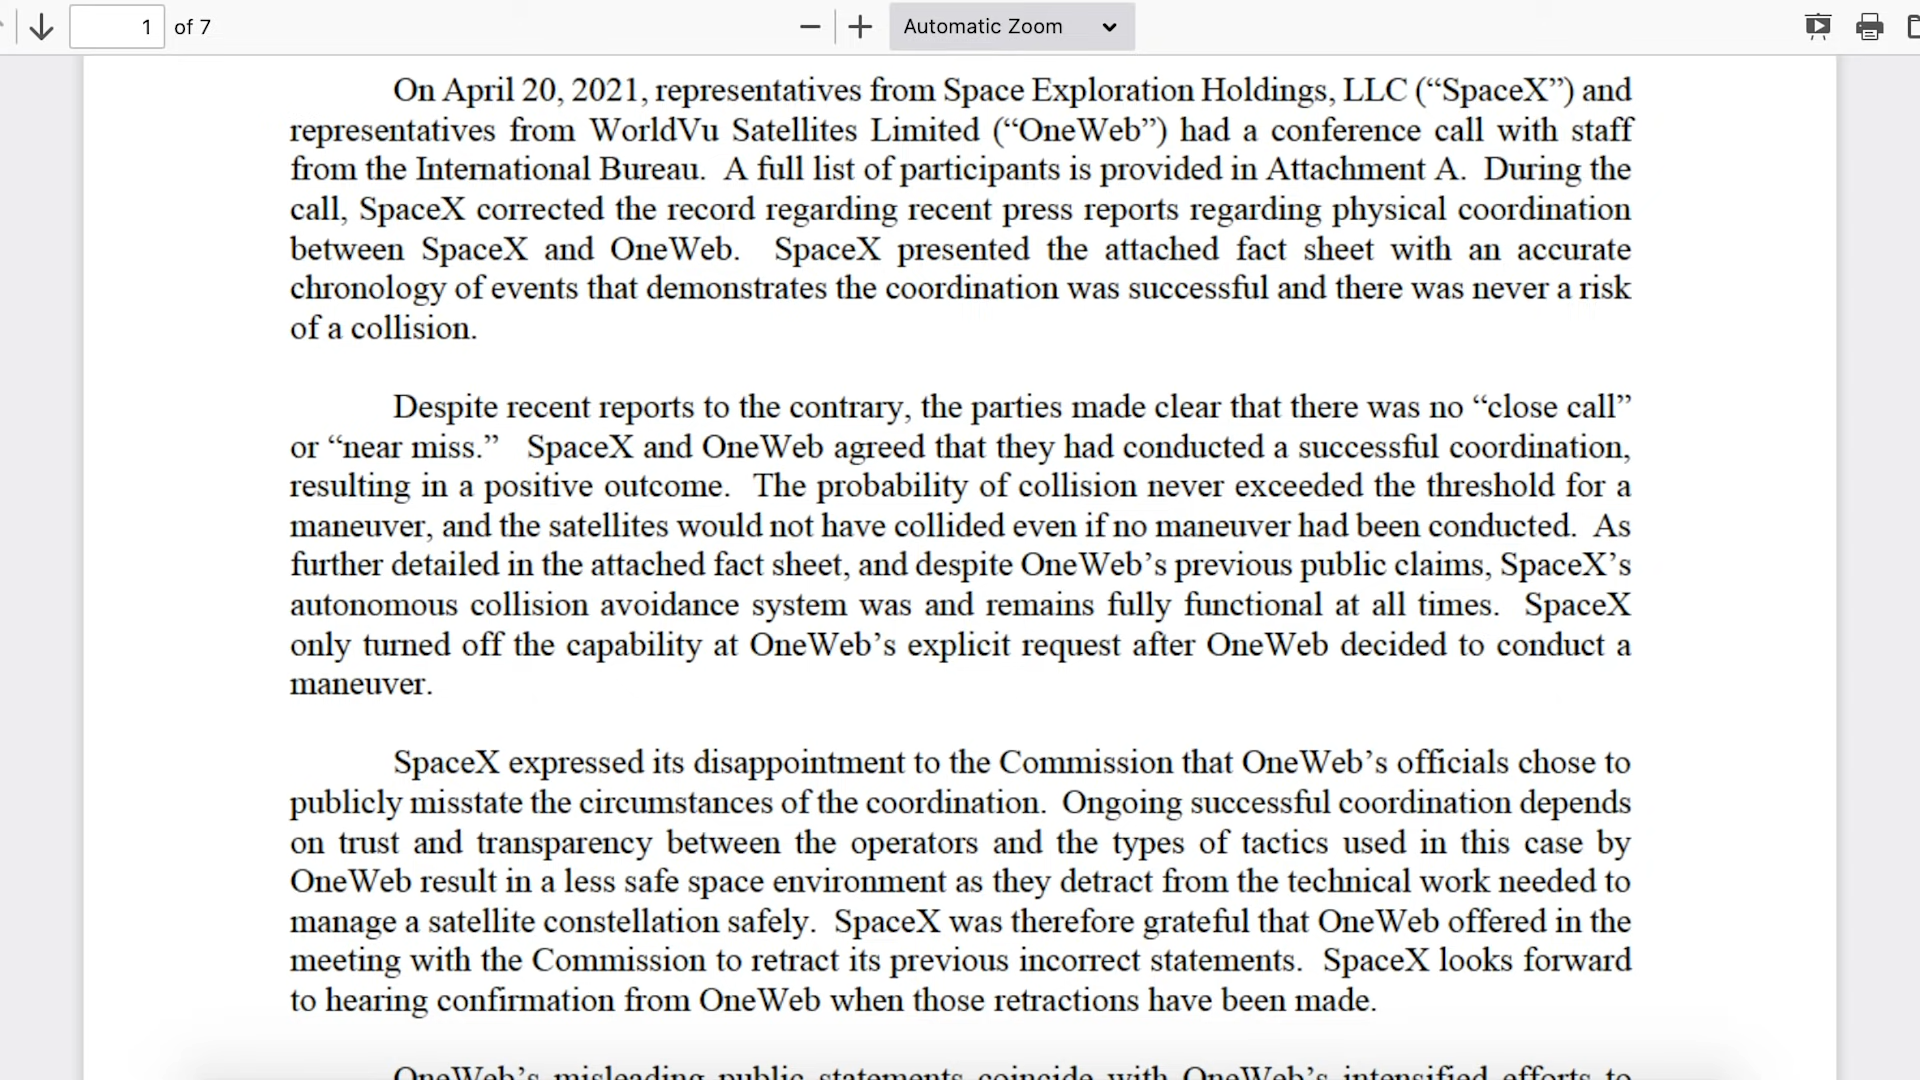 1 of 7 Automatic Zoom
On April 20, 2021, representatives from Space Exploration Holdings, LLC (“SpaceX”) and
representatives from WorldVu Satellites Limited (“OneWeb”) had a conference call with staff
from the International Bureau. A full list of participants is provided in Attachment A. During the
call, SpaceX corrected the record regarding recent press reports regarding physical coordination
between SpaceX and OneWeb. SpaceX presented the attached fact sheet with an accurate
chronology of events that demonstrates the coordination was successful and there was never a risk
of a collision.
Despite recent reports to the contrary, the parties made clear that there was no “close call”
or “near miss.” SpaceX and OneWeb agreed that they had conducted a successful coordination,
resulting in a positive outcome. The probability of collision never exceeded the threshold for a
maneuver, and the satellites would not have collided even if no maneuver had been conducted. As
further detailed in the attached fact sheet, and despite OneWeb’s previous public claims, SpaceX’s
autonomous collision avoidance system was and remains fully functional at all times. SpaceX
only turned off the capability at OneWeb’s explicit request after OneWeb decided to conduct a
maneuver.
SpaceX expressed its disappointment to the Commission that OneWeb’s officials chose to
publicly misstate the circumstances of the coordination. Ongoing successful coordination depends
on trust and transparency between the operators and the types of tactics used in this case by
OneWeb result in a less safe space environment as they detract from the technical work needed to
manage a satellite constellation safely. SpaceX was therefore grateful that OneWeb offered in the
meeting with the Commission to retract its previous incorrect statements. SpaceX looks forward
to hearing confirmation from OneWeb when those retractions have been made.
OneWeb’s misleading public statements coincide with OneWeb’s intensified efforts to